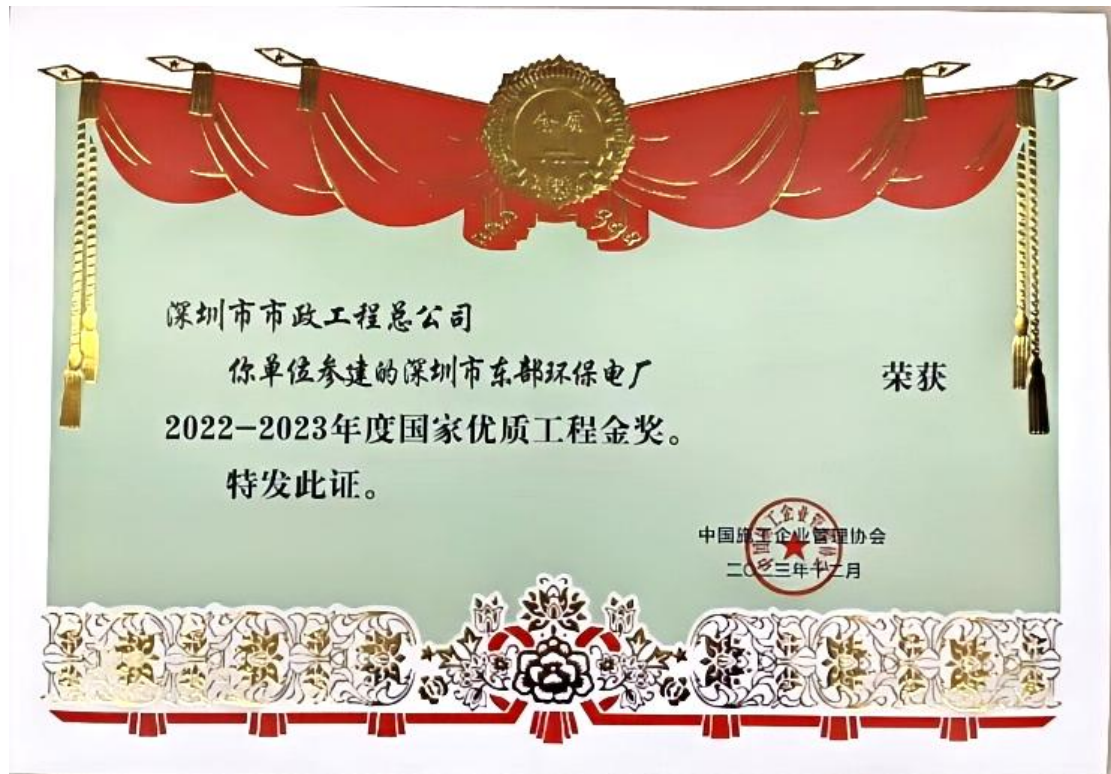 深圳市市政工程总公司
你单位参建的深圳市东部环保电厂 荣获
2022-2023年度国家优质工程金奖。
特发此证。
中国施工企业管理协会
二〇二三年十二月